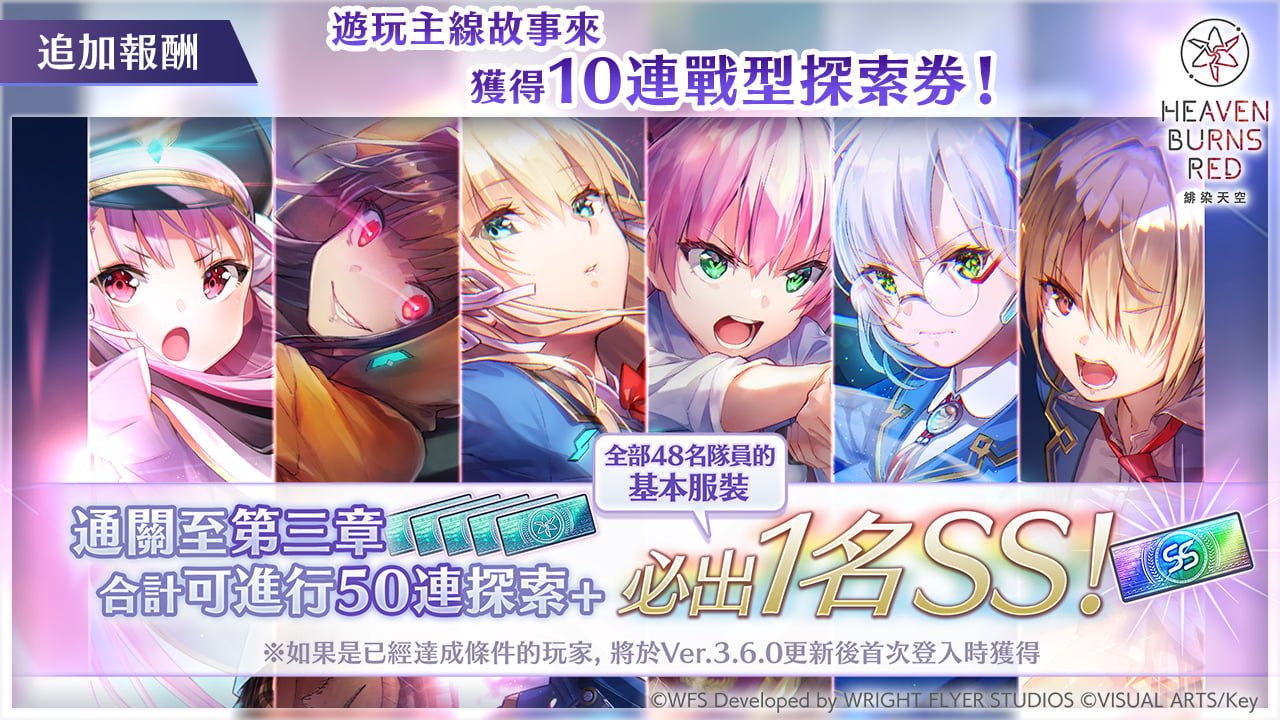 追加報酬
遊玩主線故事來
獲得10連戰型探索券！
HEAVEN
BURNS
RED
緋染天空
全部48名隊員的
基本服裝
通關至第三章
合計可進行50連探索+
必出1名SS!
SS
※如果是已經達成條件的玩家, 將於Ver.3.6.0更新後首次登入時獲得
©WFS Developed by WRIGHT FLYER STUDIOS ©VISUAL ARTS/Key